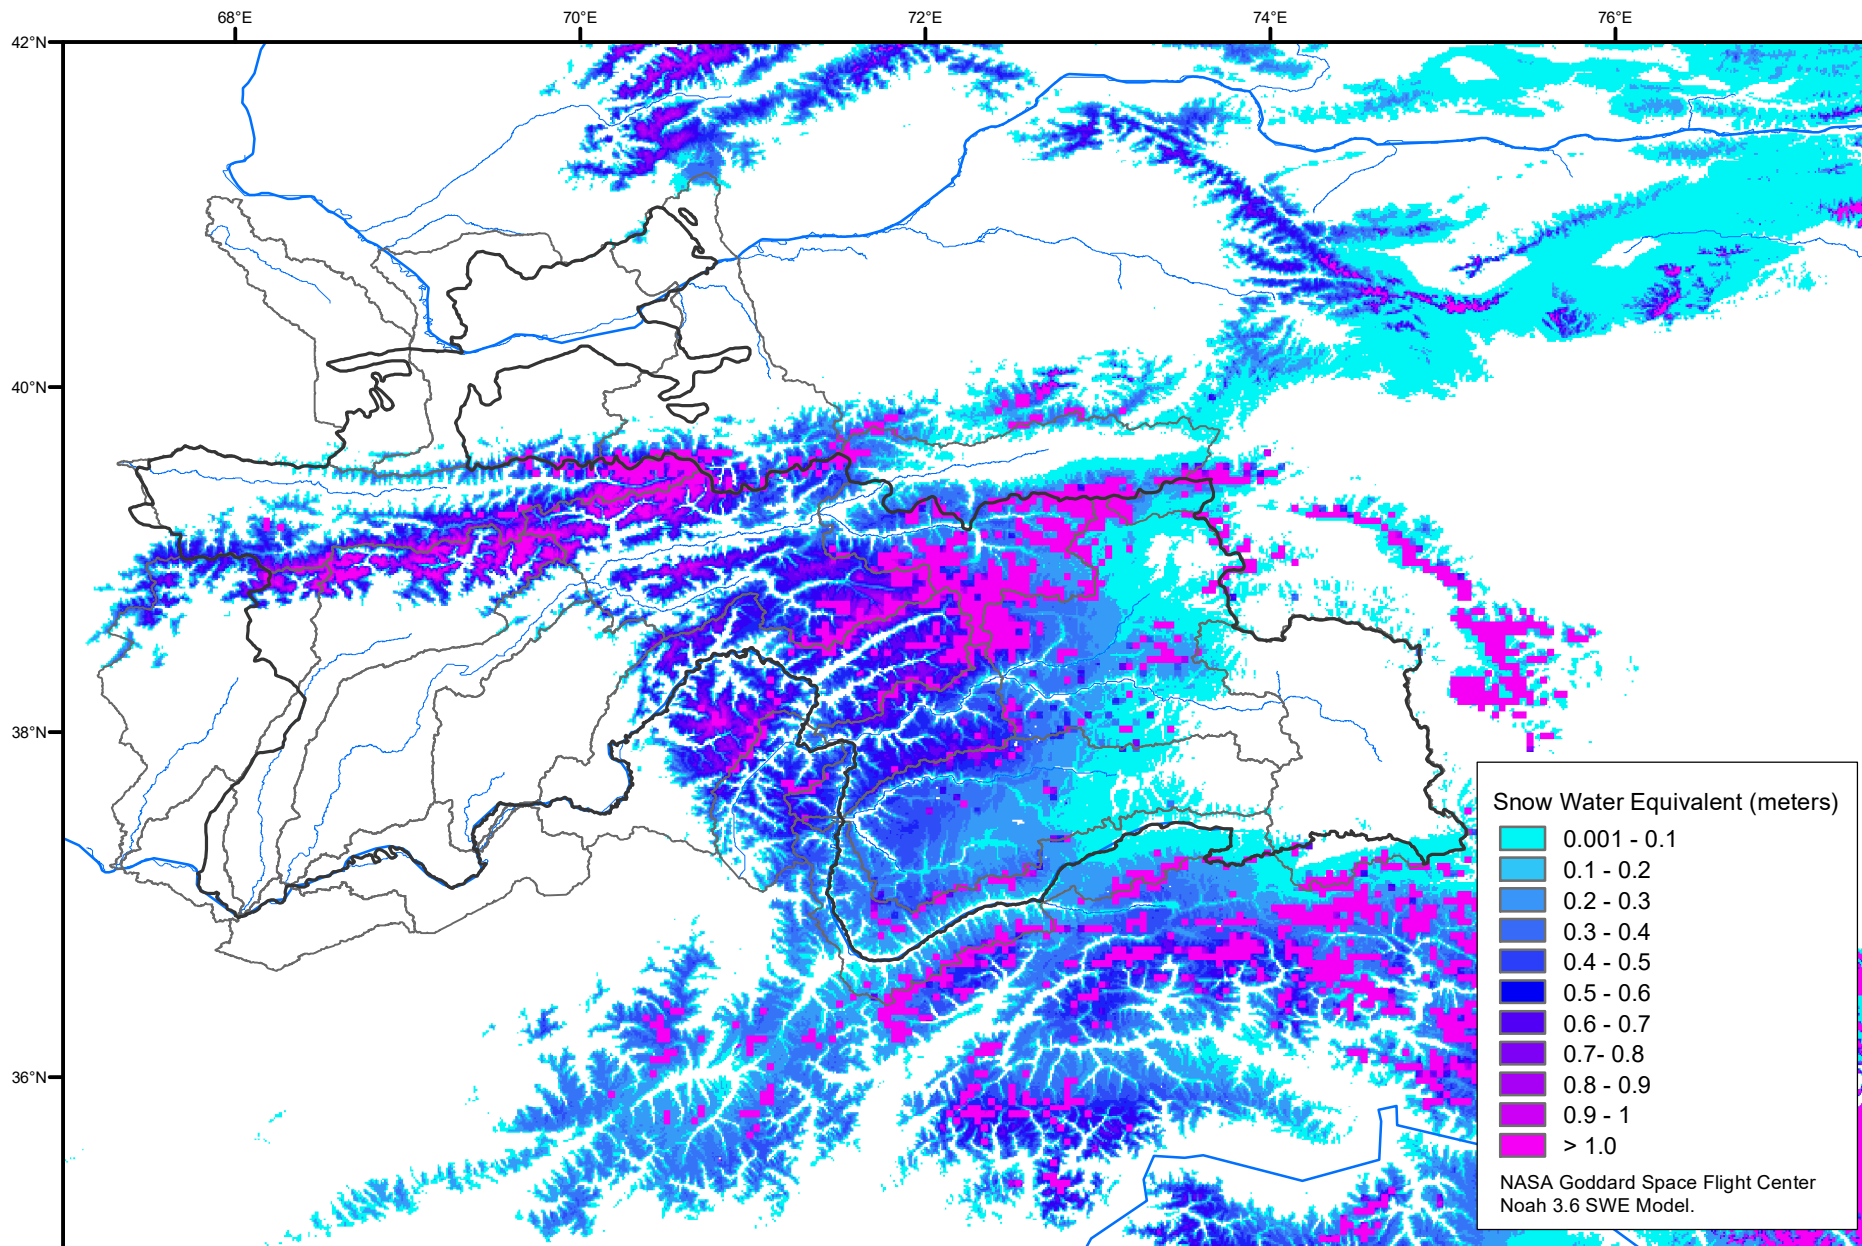 68°E
70°E
72°E
74°E
76°E
42°N
40°N
38°N
36°N
Snow Water Equivalent (meters)
0.001 - 0.1
0.1 - 0.2
0.2 - 0.3
0.3 - 0.4
0.4 - 0.5
0.5 - 0.6
0.6 - 0.7
0.7- 0.8
0.8 - 0.9
0.9 - 1
> 1.0
NASA Goddard Space Flight Center
Noah 3.6 SWE Model.